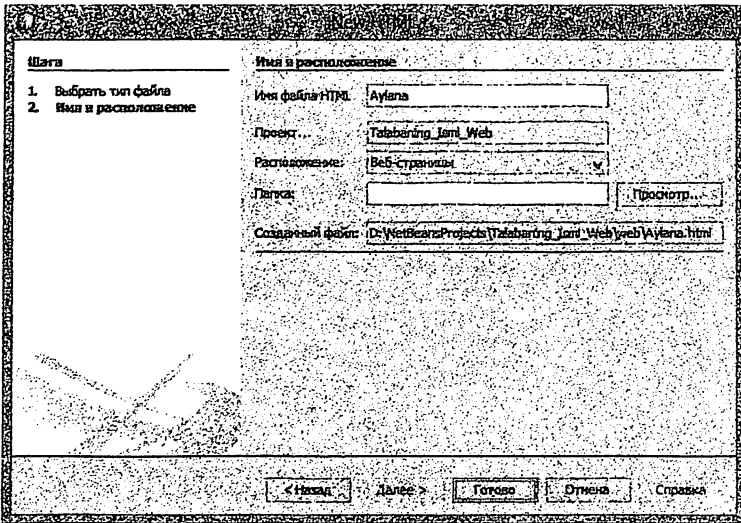 New HTML
Шаги
1. Выбрать тип файла
2. Имя и расположение
Имя и расположение
Имя файла HTML Aylana
Проект... Talabaning_Ismi_Web
Расположение: Веб-страницы
Папка: Просмотр...
Созданный файл: D:\NetBeansProjects\Talabaning_Ismi_Web\web\Aylana.html
< Назад Далее > Готово Отмена Справка